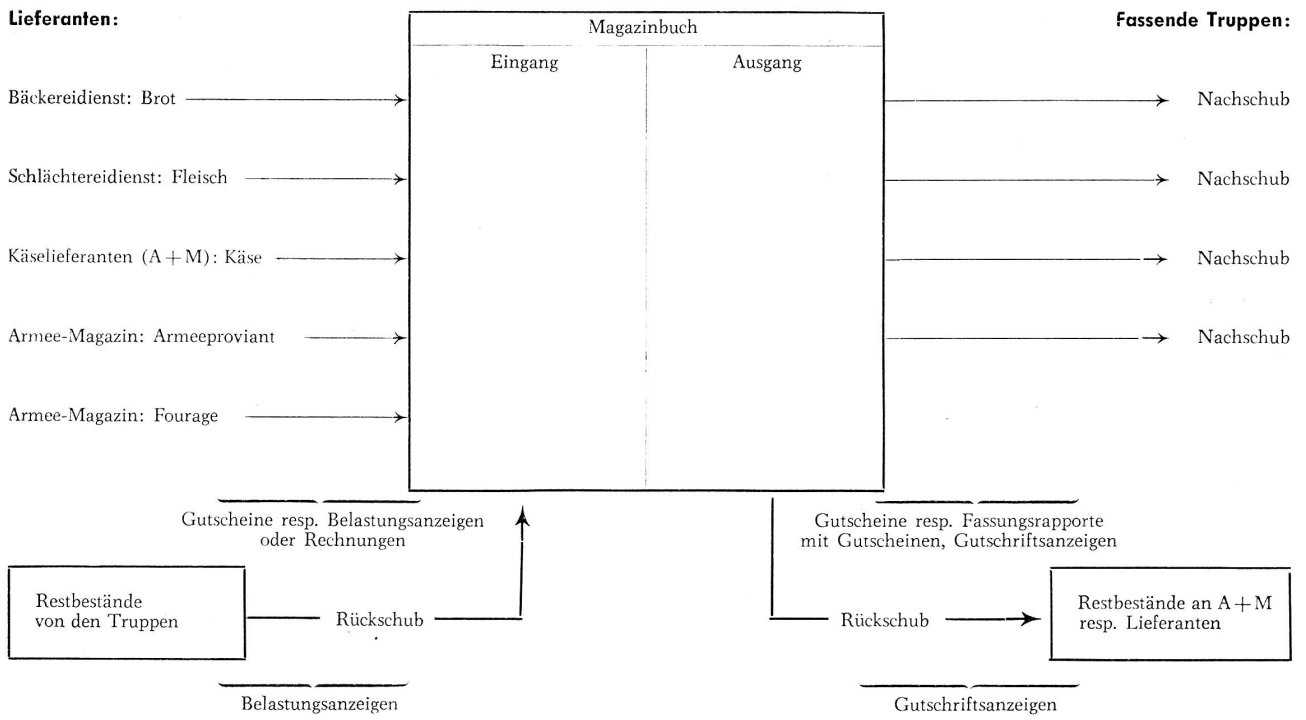 Lieferanten:
Magazinbuch
Fassende Truppen:
Eingang
Ausgang
Bäckereidienst: Brot
Nachschub
Schlächtereidienst: Fleisch
Nachschub
Käselieferanten (A+M): Käse
Nachschub
Armee-Magazin: Armeeproviant
Nachschub
Armee-Magazin: Fourage
Gutscheine resp. Belastungsanzeigen
oder Rechnungen
Gutscheine resp. Fassungsrapporte
mit Gutscheinen, Gutschriftsanzeigen
Restbestände
von den Truppen
Rückschub
Rückschub
Restbestände an A+M
resp. Lieferanten
Belastungsanzeigen
Gutschriftsanzeigen